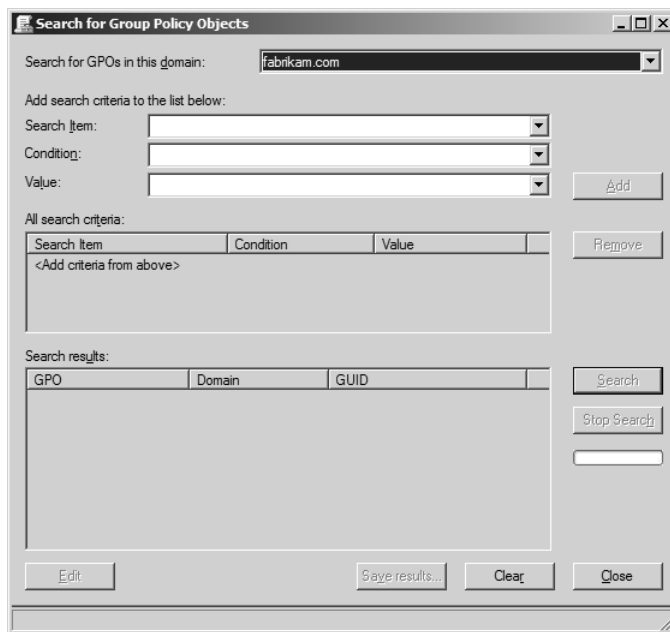 Search for Group Policy Objects
Search for GPOs in this domain: fabrikam.com
Add search criteria to the list below:
Search Item:
Condition:
Value: Add
All search criteria:
Search Item Condition Value Remove
<Add criteria from above>
Search results:
GPO Domain GUID Search
Stop Search
Edit Save results... Clear Close